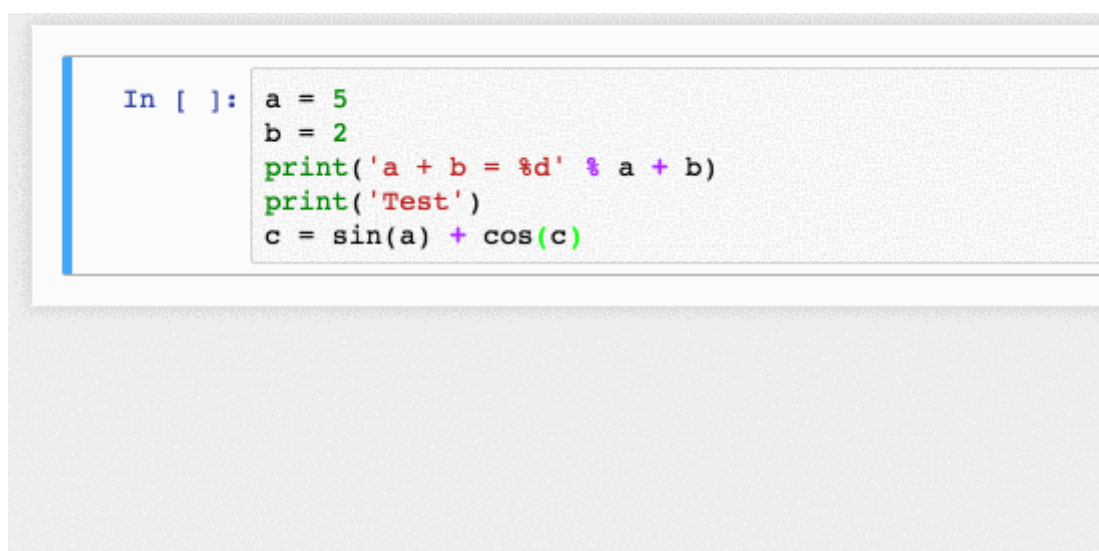 In [ ]: a = 5
b = 2
print('a + b = %d' % a + b)
print('Test')
c = sin(a) + cos(c)